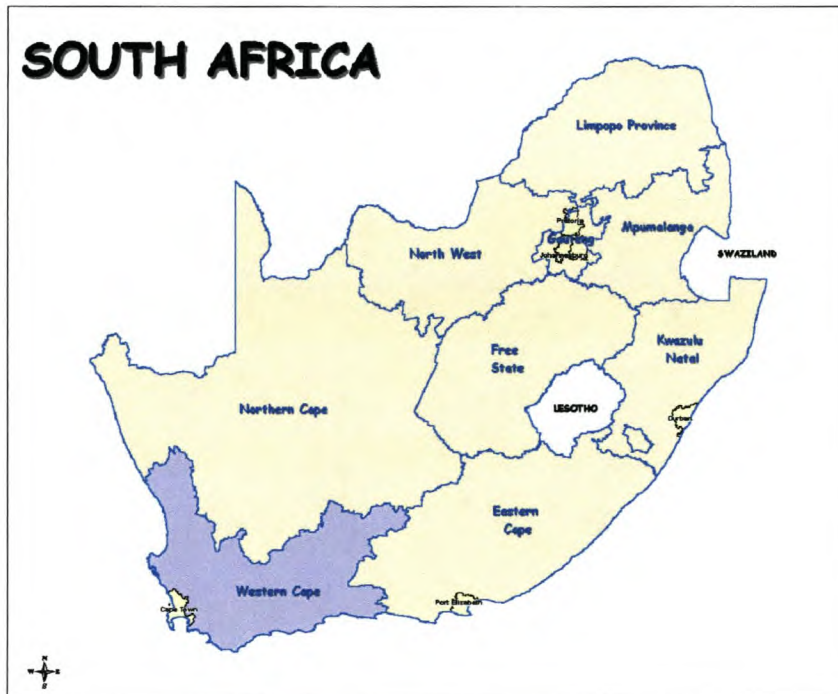 SOUTH AFRICA
Limpopo Province
Pretoria
Gauteng
Mpumalanga
Johannesburg
North West
SWAZILAND
Free
State
Kwazulu
Natal
Northern Cape
LESOTHO
Durban
Eastern
Cape
Western Cape
Port Elizabeth
Cape Town
N
W E
S